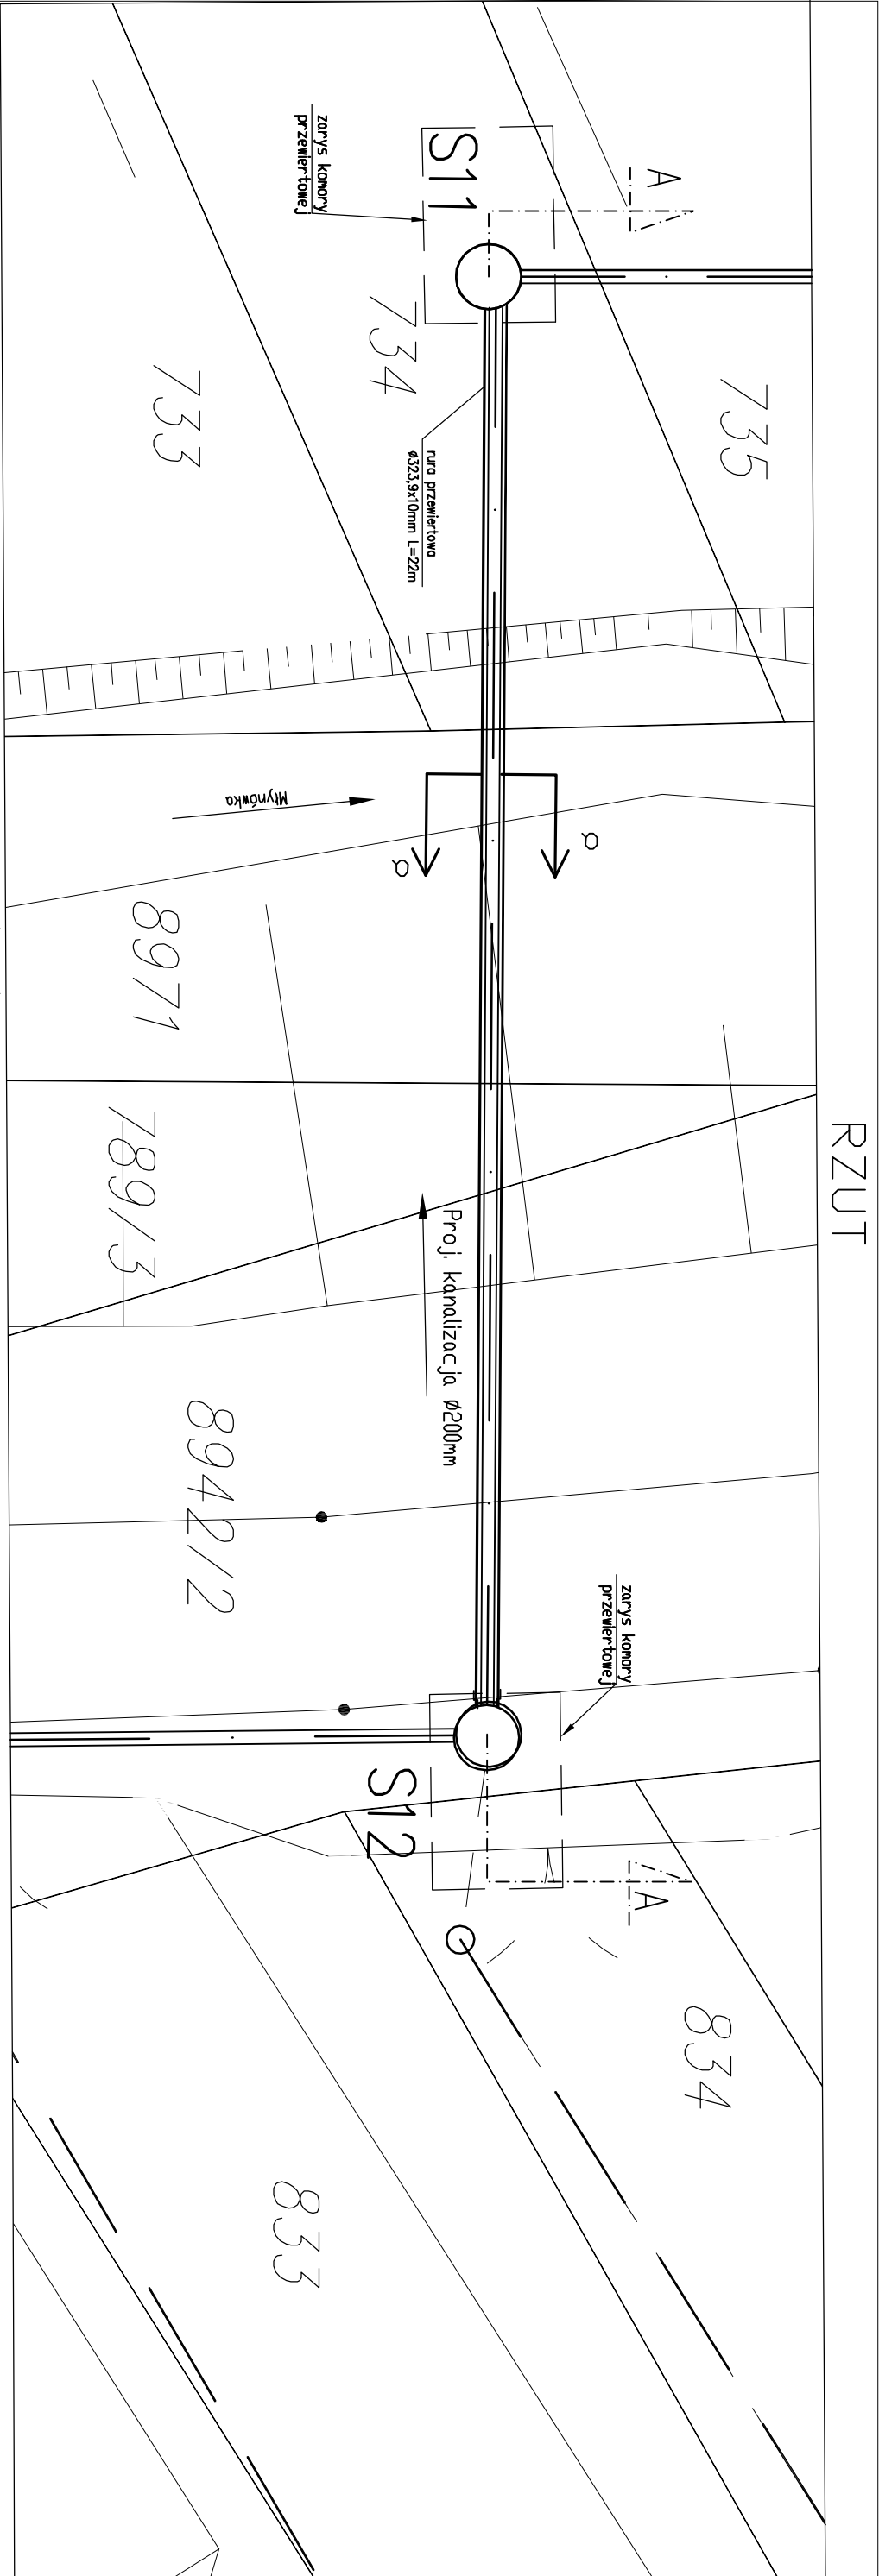 RZUT
A
S11
zarys komory
przewiertowej
735
734
733
rura przewiertowa
ø323,9x10mm L=22m
Młynówka
a
a
8971
789/3
Proj. kanalizacja ø200mm
8942/2
zarys komory
przewiertowej
S12
A
834
833